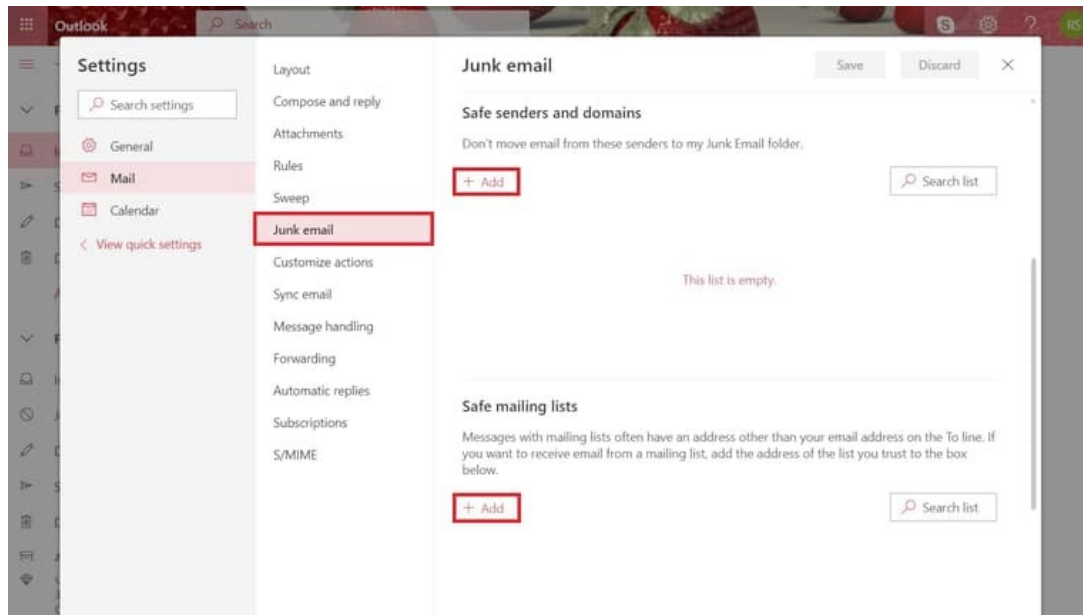 Outlook
Search
RS
Settings
Search settings
General
Mail
Calendar
View quick settings
Layout
Compose and reply
Attachments
Rules
Sweep
Junk email
Customize actions
Sync email
Message handling
Forwarding
Automatic replies
Subscriptions
S/MIME
Junk email
Save
Discard
Safe senders and domains
Don't move email from these senders to my Junk Email folder.
+ Add
Search list
This list is empty.
Safe mailing lists
Messages with mailing lists often have an address other than your email address on the To line. If
you want to receive email from a mailing list, add the address of the list you trust to the box
below.
+ Add
Search list